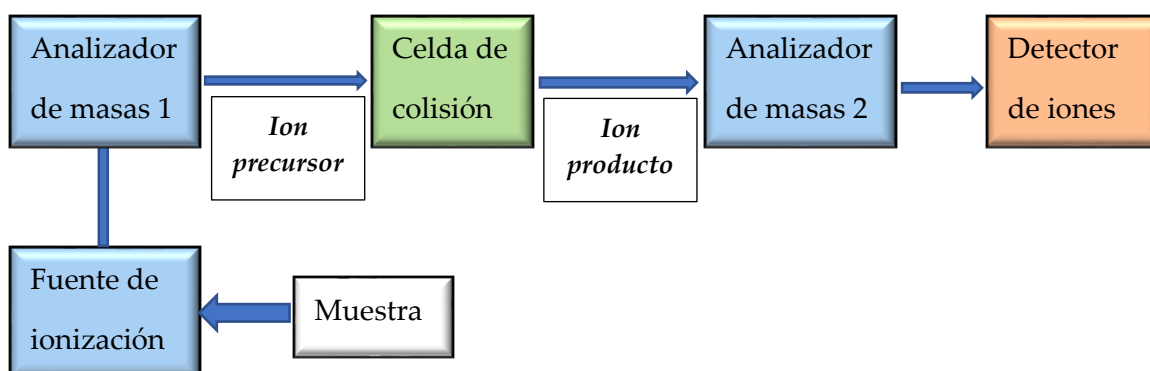 Analizador
de masas 1
Ion
precursor
Celda de
colisión
Ion
producto
Analizador
de masas 2
Detector
de iones
Fuente de
ionización
Muestra